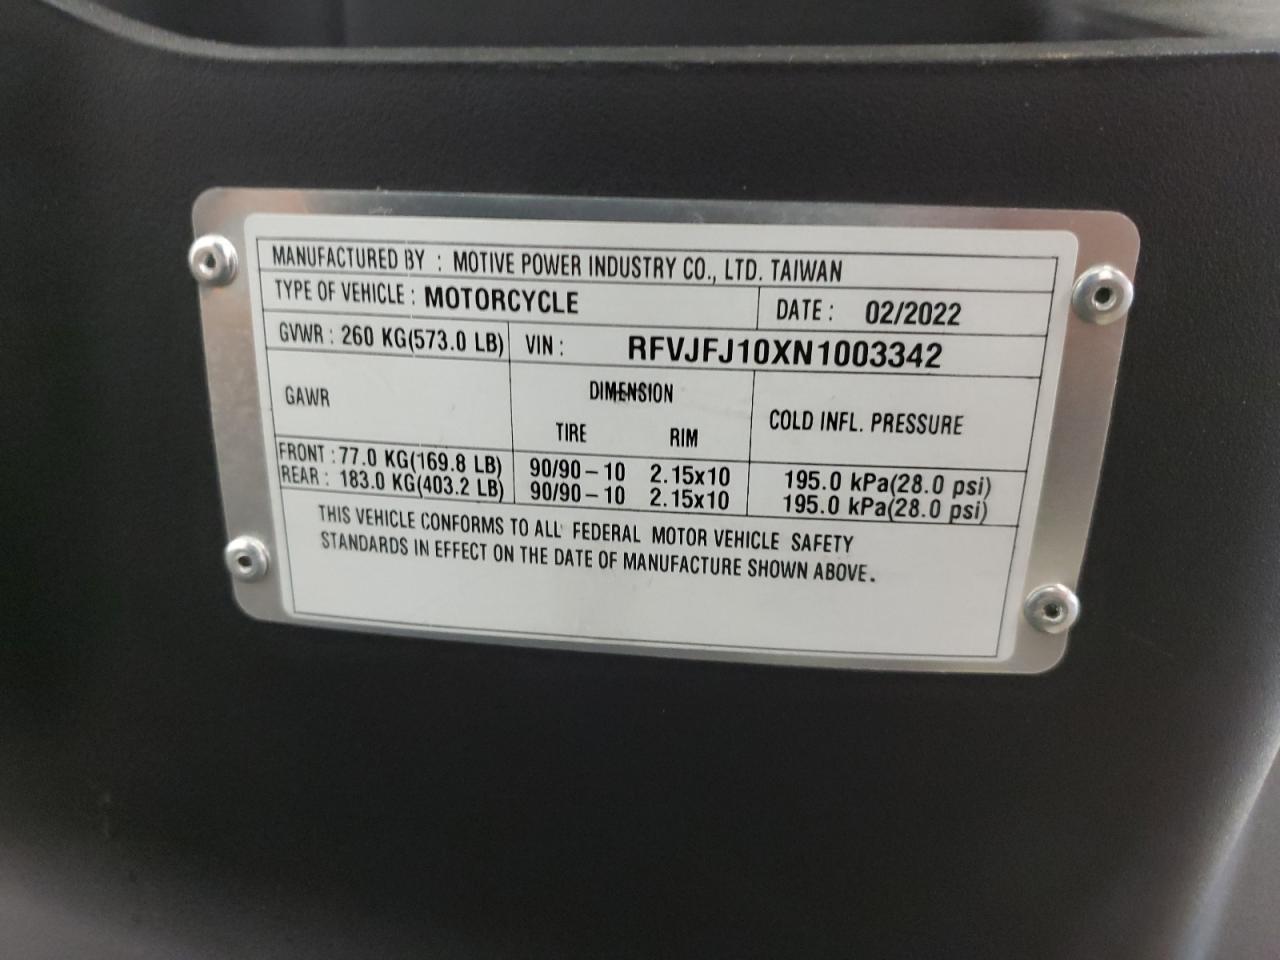 MANUFACTURED BY : MOTIVE POWER INDUSTRY CO., LTD. TAIWAN
TYPE OF VEHICLE : MOTORCYCLE DATE : 02/2022
GVWR : 260 KG(573.0 LB) VIN : RFVJFJ10XN1003342
GAWR DIMENSION COLD INFL. PRESSURE
TIRE RIM
FRONT : 77.0 KG(169.8 LB) 90/90-10 2.15x10 195.0 kPa(28.0 psi)
REAR : 183.0 KG(403.2 LB) 90/90-10 2.15x10 195.0 kPa(28.0 psi)
THIS VEHICLE CONFORMS TO ALL FEDERAL MOTOR VEHICLE SAFETY
STANDARDS IN EFFECT ON THE DATE OF MANUFACTURE SHOWN ABOVE.